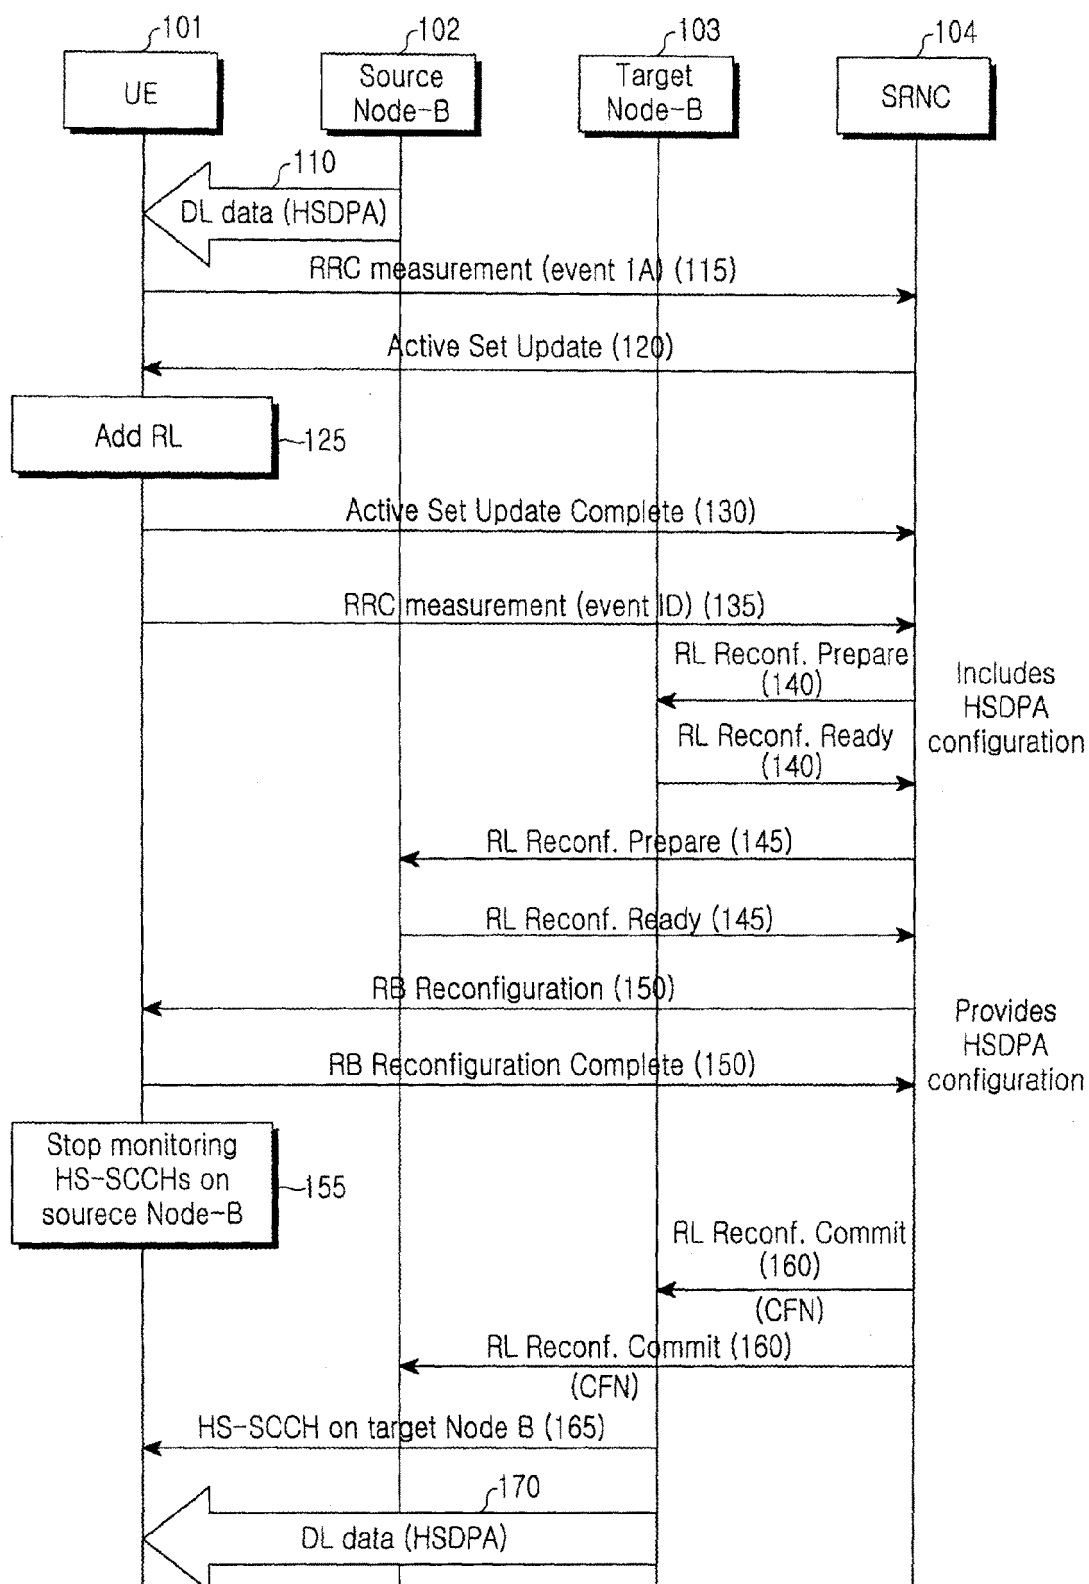 101
102
103
104
UE
Source
Node-B
Target
Node-B
SRNC
110
DL data (HSDPA)
RRC measurement (event 1A) (115)
Active Set Update (120)
Add RL
125
Active Set Update Complete (130)
RRC measurement (event ID) (135)
RL Reconf. Prepare
(140)
Includes
HSDPA
configuration
RL Reconf. Ready
(140)
RL Reconf. Prepare (145)
RL Reconf. Ready (145)
RB Reconfiguration (150)
Provides
HSDPA
configuration
RB Reconfiguration Complete (150)
Stop monitoring
HS-SCCHs on
sourece Node-B
155
RL Reconf. Commit
(160)
(CFN)
RL Reconf. Commit (160)
(CFN)
HS-SCCH on target Node B (165)
170
DL data (HSDPA)